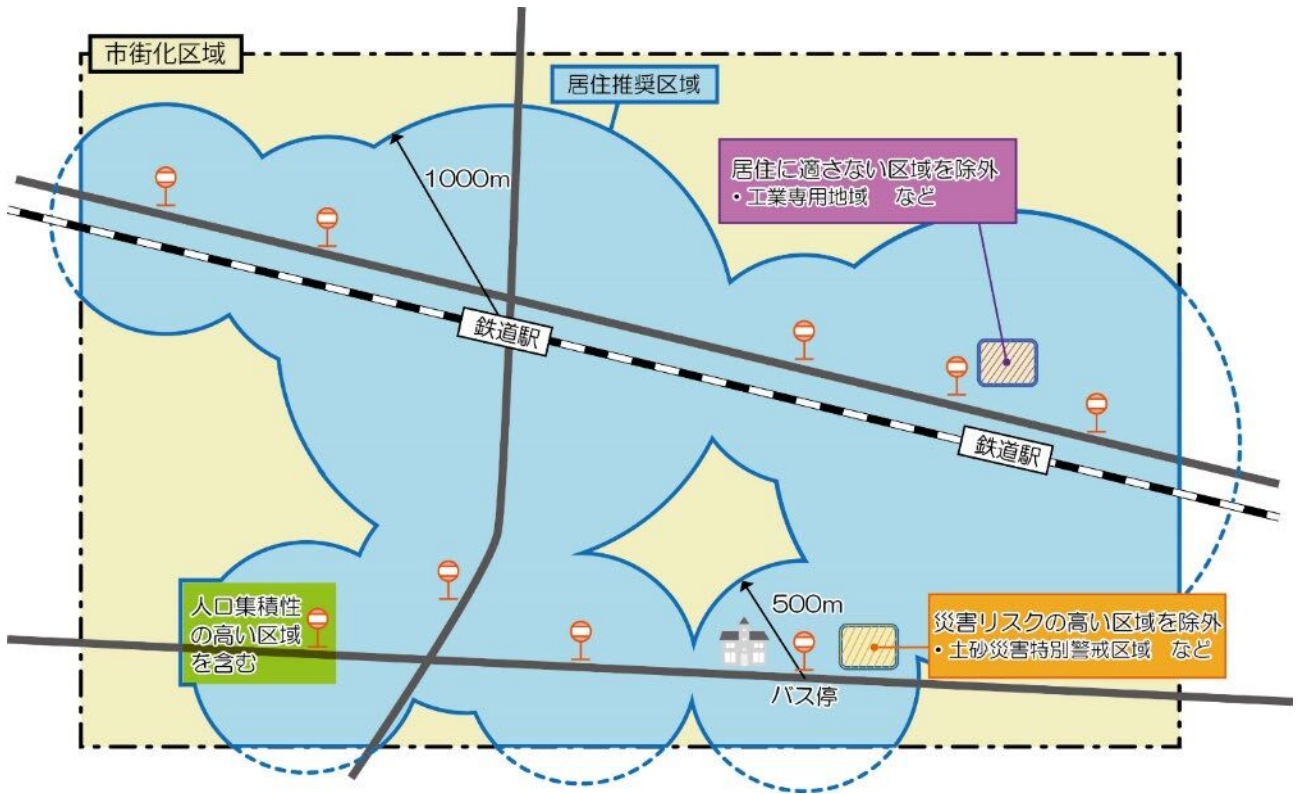 市街化区域
居住推奨区域
1000m
居住に適さない区域を除外
・工業専用地域　など
鉄道駅
鉄道駅
人口集積性
の高い区域
を含む
500m
災害リスクの高い区域を除外
・土砂災害特別警戒区域　など
バス停